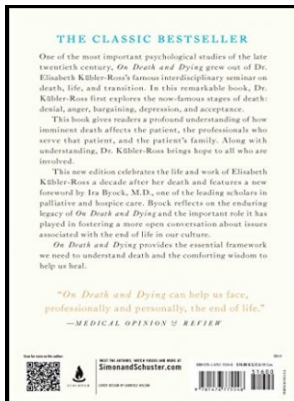 THE CLASSIC BESTSELLER
One of the most important psychological studies of the late
twentieth century, On Death and Dying grew out of Dr.
Elisabeth Kübler-Ross's famous interdisciplinary seminar on
death, life, and transition. In this remarkable book, Dr.
Kübler-Ross first explores the now-famous stages of death:
denial, anger, bargaining, depression, and acceptance.
This book gives readers a profound understanding of how
imminent death affects the patient, the professionals who
serve that patient, and the patient's family. Along with
understanding, Dr. Kübler-Ross brings hope to all who are
involved.
This new edition celebrates the life and work of Elisabeth
Kübler-Ross a decade after her death and features a new
foreword by Ira Byock, M.D., one of the leading scholars in
palliative and hospice care. Byock reflects on the enduring
legacy of On Death and Dying and the important role it has
played in fostering a more open conversation about issues
associated with the end of life in our culture.
On Death and Dying provides the essential framework
we need to understand death and the comforting wisdom to
help us heal.
"On Death and Dying can help us face,
professionally and personally, the end of life."
—MEDICAL OPINION & REVIEW
SimonandSchuster.com
SCRIBNER
51600